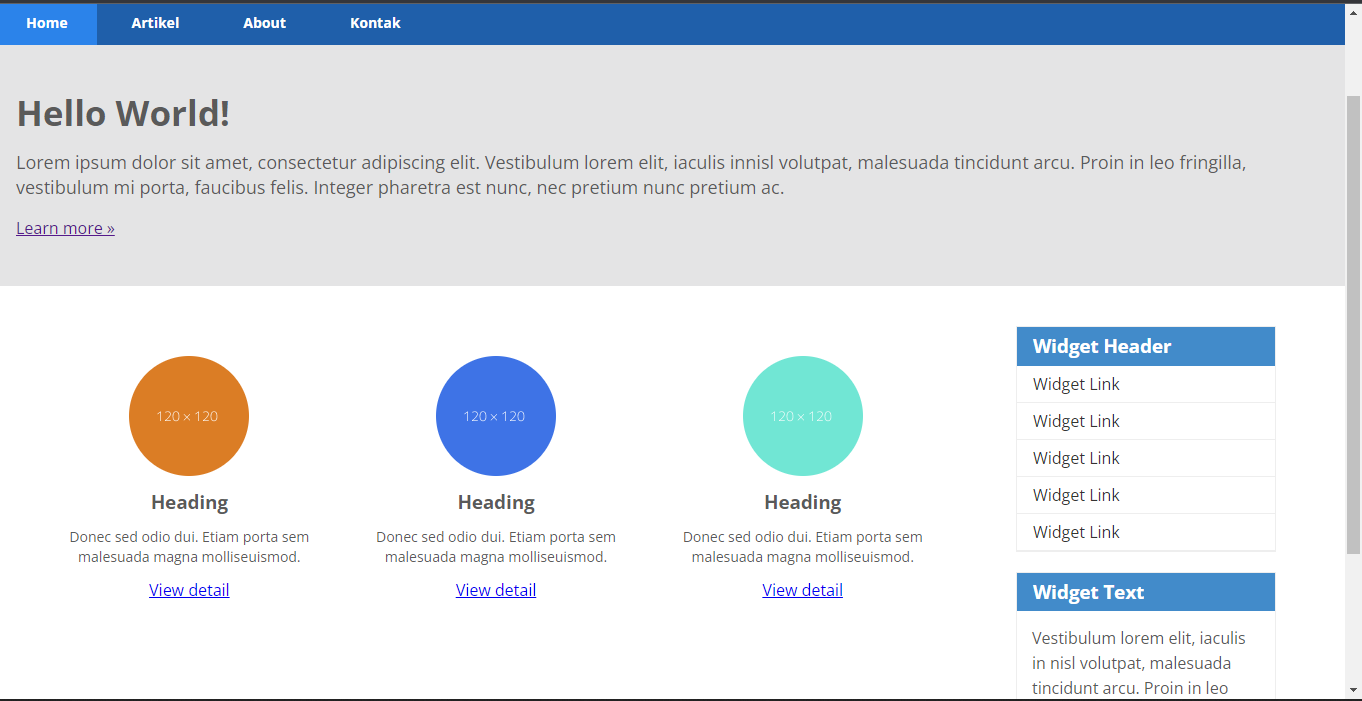 Home Artikel About Kontak
Hello World!
Lorem ipsum dolor sit amet, consectetur adipiscing elit. Vestibulum lorem elit, iaculis innisl volutpat, malesuada tincidunt arcu. Proin in leo fringilla,
vestibulum mi porta, faucibus felis. Integer pharetra est nunc, nec pretium nunc pretium ac.
Learn more »
120 × 120
Heading
Donec sed odio dui. Etiam porta sem
malesuada magna molliseuismod.
View detail
120 × 120
Heading
Donec sed odio dui. Etiam porta sem
malesuada magna molliseuismod.
View detail
120 × 120
Heading
Donec sed odio dui. Etiam porta sem
malesuada magna molliseuismod.
View detail
Widget Header
Widget Link
Widget Link
Widget Link
Widget Link
Widget Link
Widget Text
Vestibulum lorem elit, iaculis
in nisl volutpat, malesuada
tincidunt arcu. Proin in leo